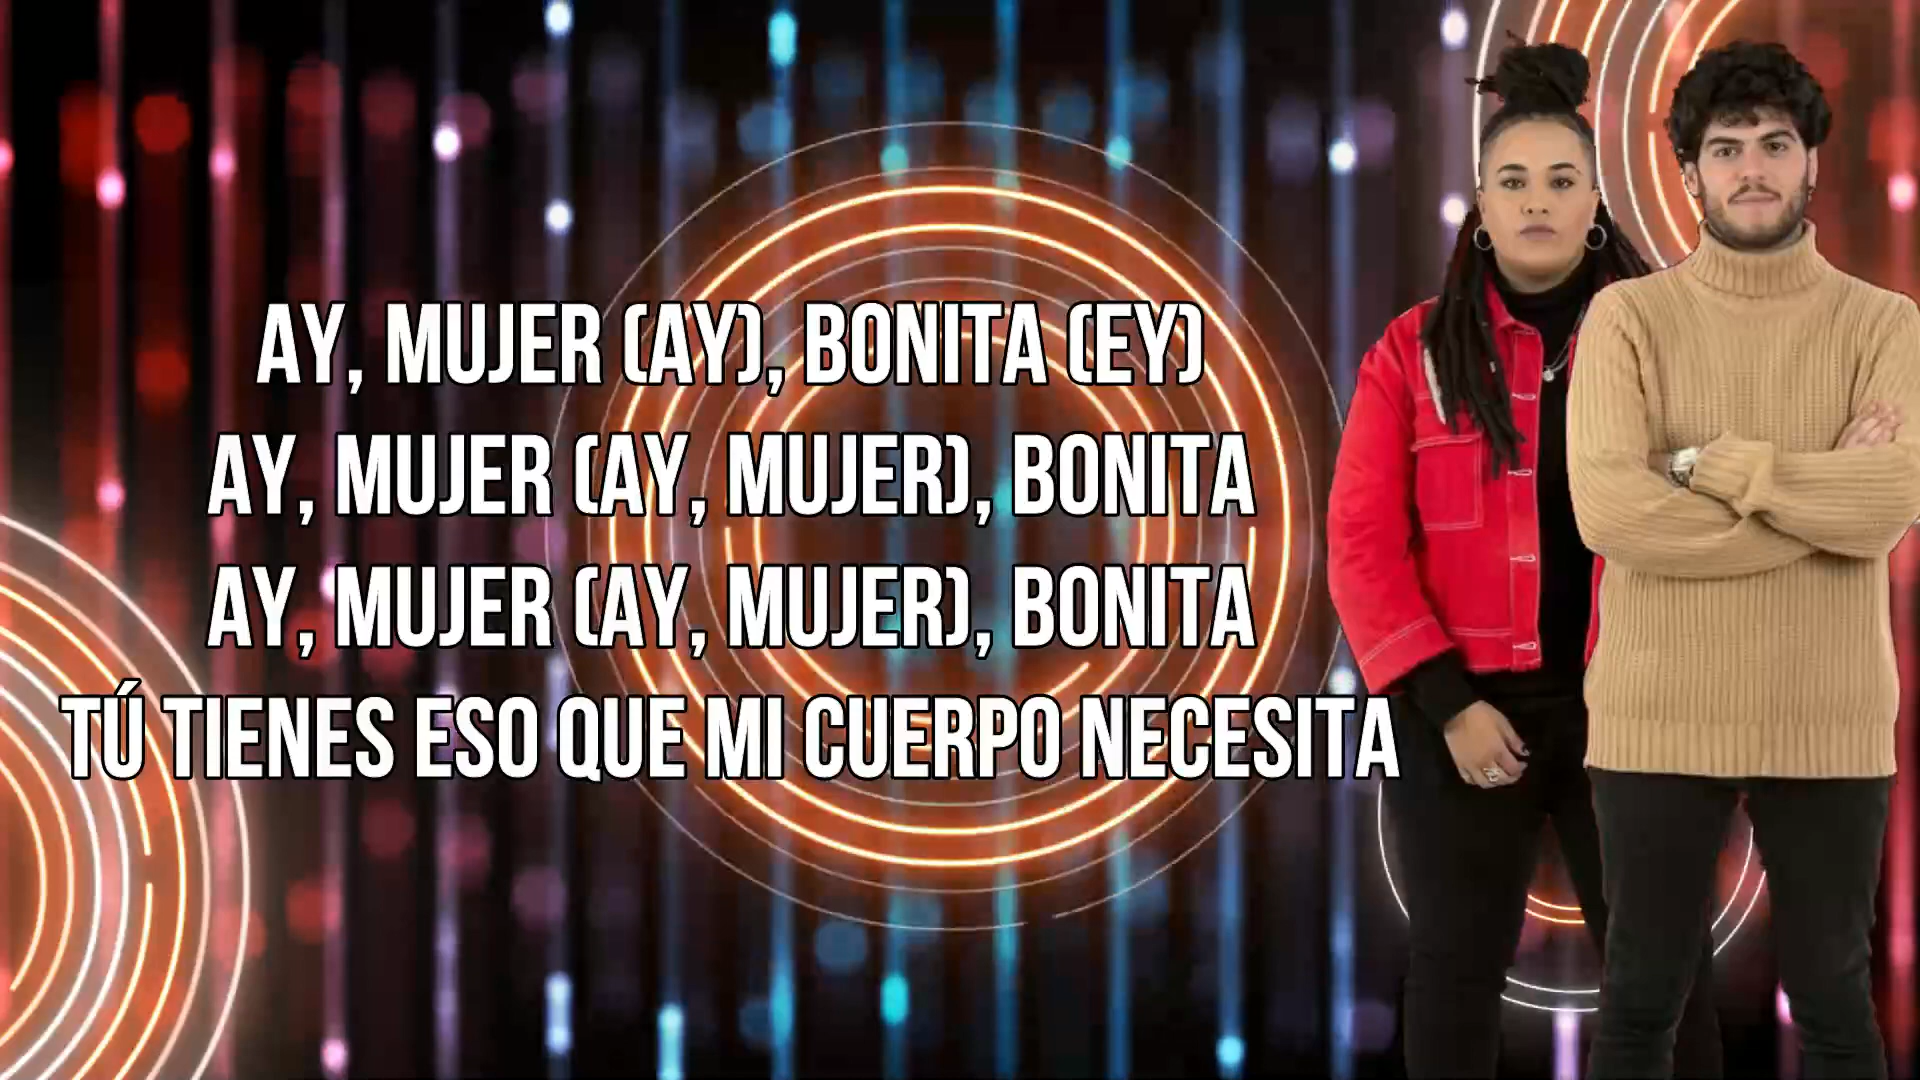 AY, MUJER (AY), BONITA (EY)
AY, MUJER (AY, MUJER), BONITA
AY, MUJER (AY, MUJER), BONITA
TÚ TIENES ESO QUE MI CUERPO NECESITA